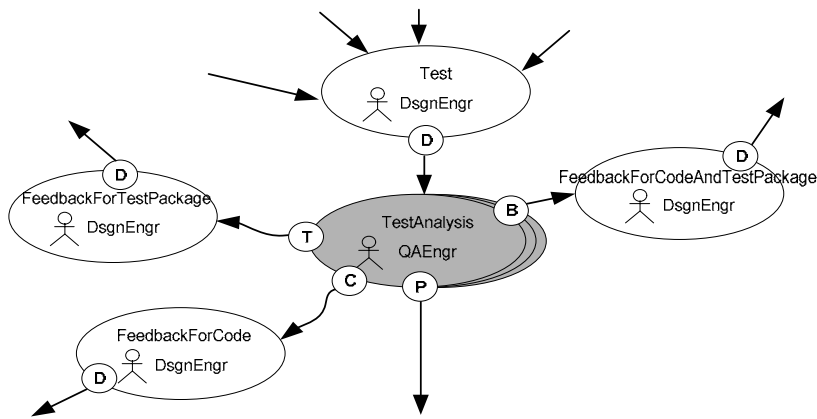 Test
DsgnEngr
D
D
FeedbackForCodeAndTestPackage
DsgnEngr
D
FeedbackForTestPackage
DsgnEngr
B
TestAnalysis
QAEngr
T
C
P
FeedbackForCode
DsgnEngr
D